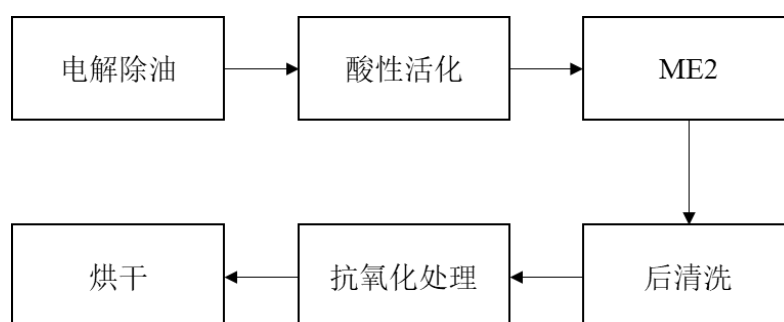 电解除油
酸性活化
ME2
后清洗
抗氧化处理
烘干